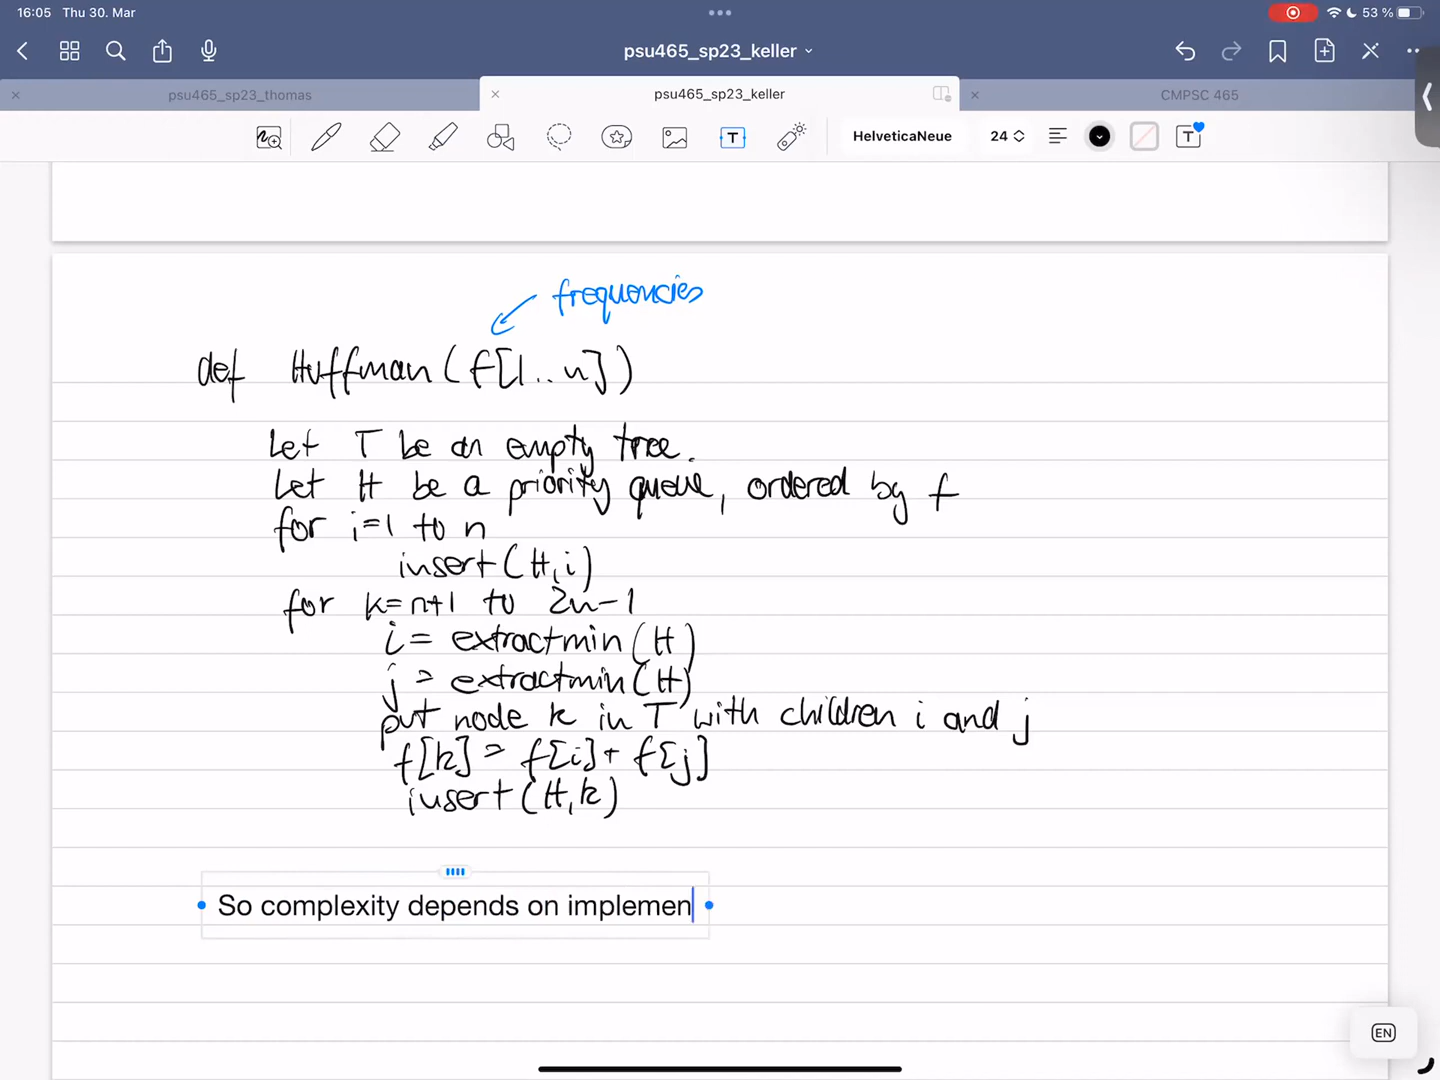 16:05 Thu 30. Mar
53 %
psu465_sp23_keller
psu465_sp23_thomas
psu465_sp23_keller
CMPSC 465
T
HelveticaNeue
24
T
frequencies
def Huffman (f[1..n])
Let T be an empty tree.
Let H be a priority queue, ordered by f
for i=1 to n
insert (H,i)
for k=n+1 to 2n-1
i = extractmin (H)
j = extractmin (H)
put node k in T with children i and j
f[k] = f[i] + f[j]
insert (H,k)
So complexity depends on implemen
EN